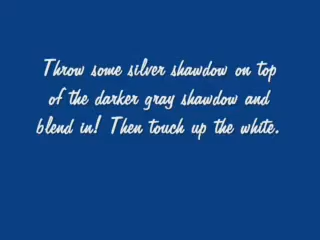 Throw some silver shawdow on top
of the darker gray shawdow and
blend in! Then touch up the white.